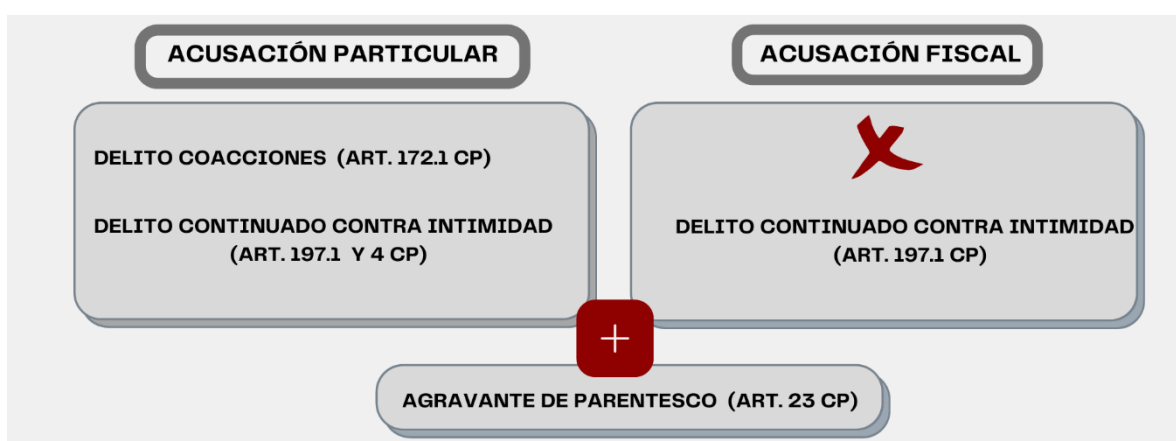 ACUSACIÓN PARTICULAR
DELITO COACCIONES (ART. 172.1 CP)
DELITO CONTINUADO CONTRA INTIMIDAD
(ART. 197.1 Y 4 CP)
ACUSACIÓN FISCAL
DELITO CONTINUADO CONTRA INTIMIDAD
(ART. 197.1 CP)
+
AGRAVANTE DE PARENTESCO (ART. 23 CP)